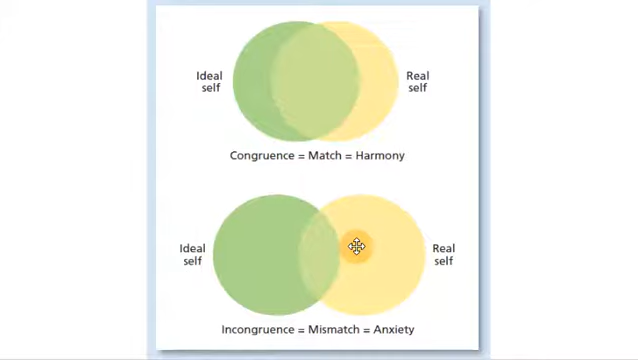 Ideal
self
Real
self
Congruence = Match = Harmony
Ideal
self
Real
self
Incongruence = Mismatch = Anxiety